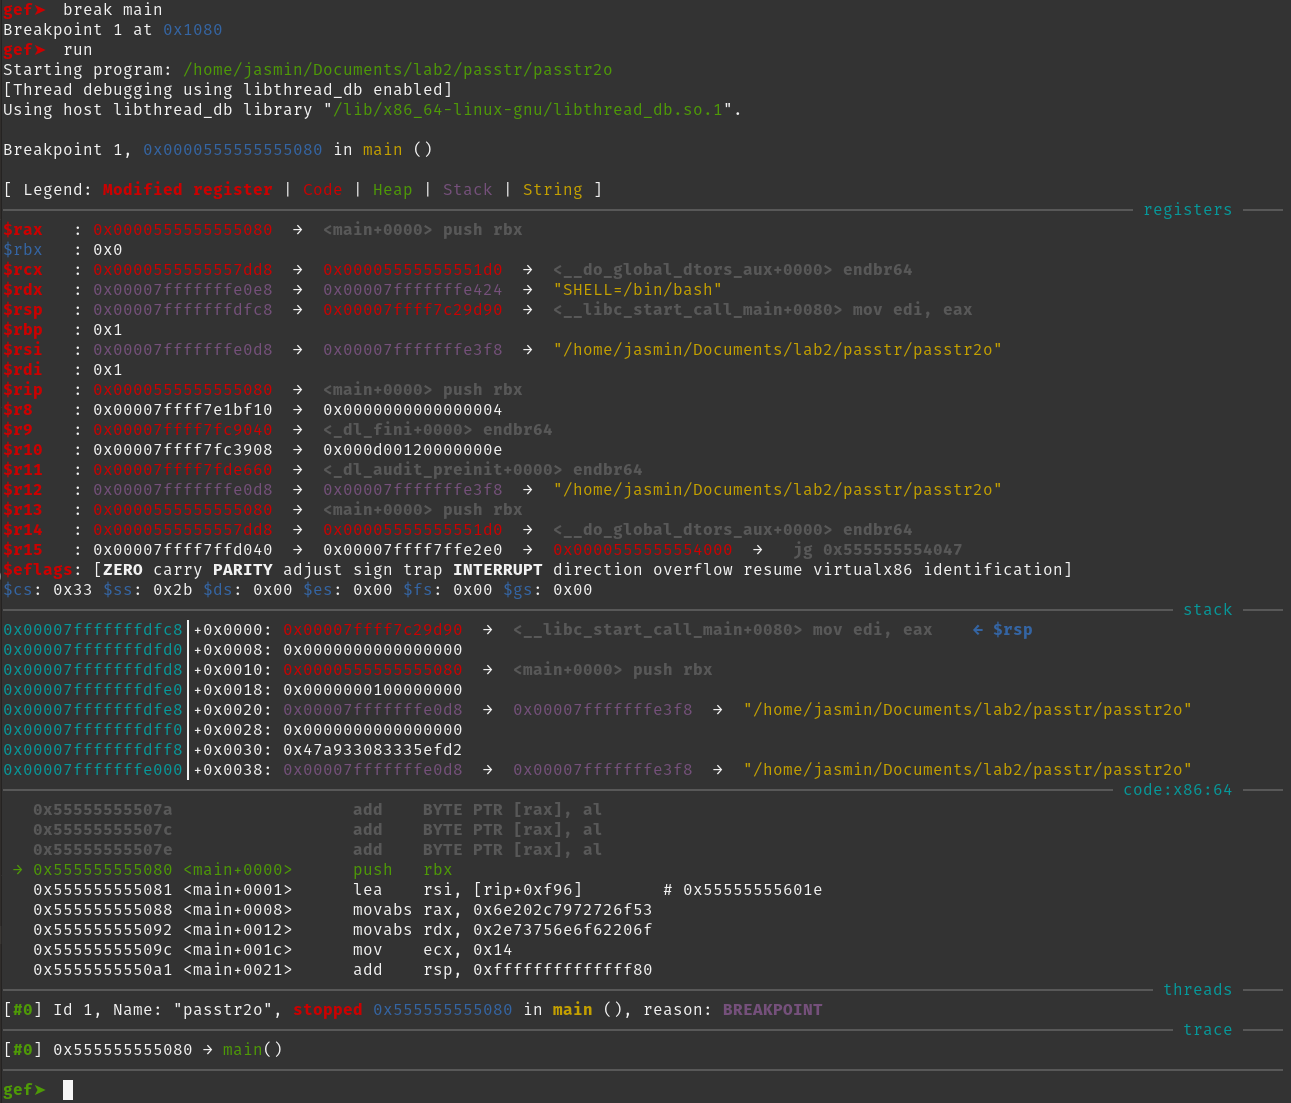 gef➤  break main
Breakpoint 1 at 0x1080
gef➤  run
Starting program: /home/jasmin/Documents/lab2/passtr/passtr2o
[Thread debugging using libthread_db enabled]
Using host libthread_db library "/lib/x86_64-linux-gnu/libthread_db.so.1".
Breakpoint 1, 0x0000555555555080 in main ()
[ Legend: Modified register | Code | Heap | Stack | String ]
registers
$rax   : 0x0000555555555080  →  <main+0000> push rbx
$rbx   : 0x0
$rcx   : 0x0000555555557dd8  →  0x00005555555551d0  →  <__do_global_dtors_aux+0000> endbr64
$rdx   : 0x00007fffffffe0e8  →  0x00007fffffffe424  →  "SHELL=/bin/bash"
$rsp   : 0x00007fffffffdfc8  →  0x00007ffff7c29d90  →  <__libc_start_call_main+0080> mov edi, eax
$rbp   : 0x1
$rsi   : 0x00007fffffffe0d8  →  0x00007fffffffe3f8  →  "/home/jasmin/Documents/lab2/passtr/passtr2o"
$rdi   : 0x1
$rip   : 0x0000555555555080  →  <main+0000> push rbx
$r8    : 0x00007ffff7e1bf10  →  0x0000000000000004
$r9    : 0x00007ffff7fc9040  →  <_dl_fini+0000> endbr64
$r10   : 0x00007ffff7fc3908  →  0x000d00120000000e
$r11   : 0x00007ffff7fde660  →  <_dl_audit_preinit+0000> endbr64
$r12   : 0x00007fffffffe0d8  →  0x00007fffffffe3f8  →  "/home/jasmin/Documents/lab2/passtr/passtr2o"
$r13   : 0x0000555555555080  →  <main+0000> push rbx
$r14   : 0x0000555555557dd8  →  0x00005555555551d0  →  <__do_global_dtors_aux+0000> endbr64
$r15   : 0x00007ffff7ffd040  →  0x00007ffff7ffe2e0  →  0x0000555555554000  →   jg 0x555555554047
$eflags: [ZERO carry PARITY adjust sign trap INTERRUPT direction overflow resume virtualx86 identification]
$cs: 0x33 $ss: 0x2b $ds: 0x00 $es: 0x00 $fs: 0x00 $gs: 0x00
stack
0x00007fffffffdfc8│+0x0000: 0x00007ffff7c29d90  →  <__libc_start_call_main+0080> mov edi, eax    ← $rsp
0x00007fffffffdfd0│+0x0008: 0x0000000000000000
0x00007fffffffdfd8│+0x0010: 0x0000555555555080  →  <main+0000> push rbx
0x00007fffffffdfe0│+0x0018: 0x0000000100000000
0x00007fffffffdfe8│+0x0020: 0x00007fffffffe0d8  →  0x00007fffffffe3f8  →  "/home/jasmin/Documents/lab2/passtr/passtr2o"
0x00007fffffffdff0│+0x0028: 0x0000000000000000
0x00007fffffffdff8│+0x0030: 0x47a933083335efd2
0x00007fffffffe000│+0x0038: 0x00007fffffffe0d8  →  0x00007fffffffe3f8  →  "/home/jasmin/Documents/lab2/passtr/passtr2o"
code:x86:64
0x55555555507a                  add    BYTE PTR [rax], al
0x55555555507c                  add    BYTE PTR [rax], al
0x55555555507e                  add    BYTE PTR [rax], al
→ 0x555555555080 <main+0000>      push   rbx
0x555555555081 <main+0001>      lea    rsi, [rip+0xf96]        # 0x55555555601e
0x555555555088 <main+0008>      movabs rax, 0x6e202c7972726f53
0x555555555092 <main+0012>      movabs rdx, 0x2e73756e6f62206f
0x55555555509c <main+001c>      mov    ecx, 0x14
0x5555555550a1 <main+0021>      add    rsp, 0xffffffffffffff80
threads
[#0] Id 1, Name: "passtr2o", stopped 0x555555555080 in main (), reason: BREAKPOINT
trace
[#0] 0x555555555080 → main()
gef➤